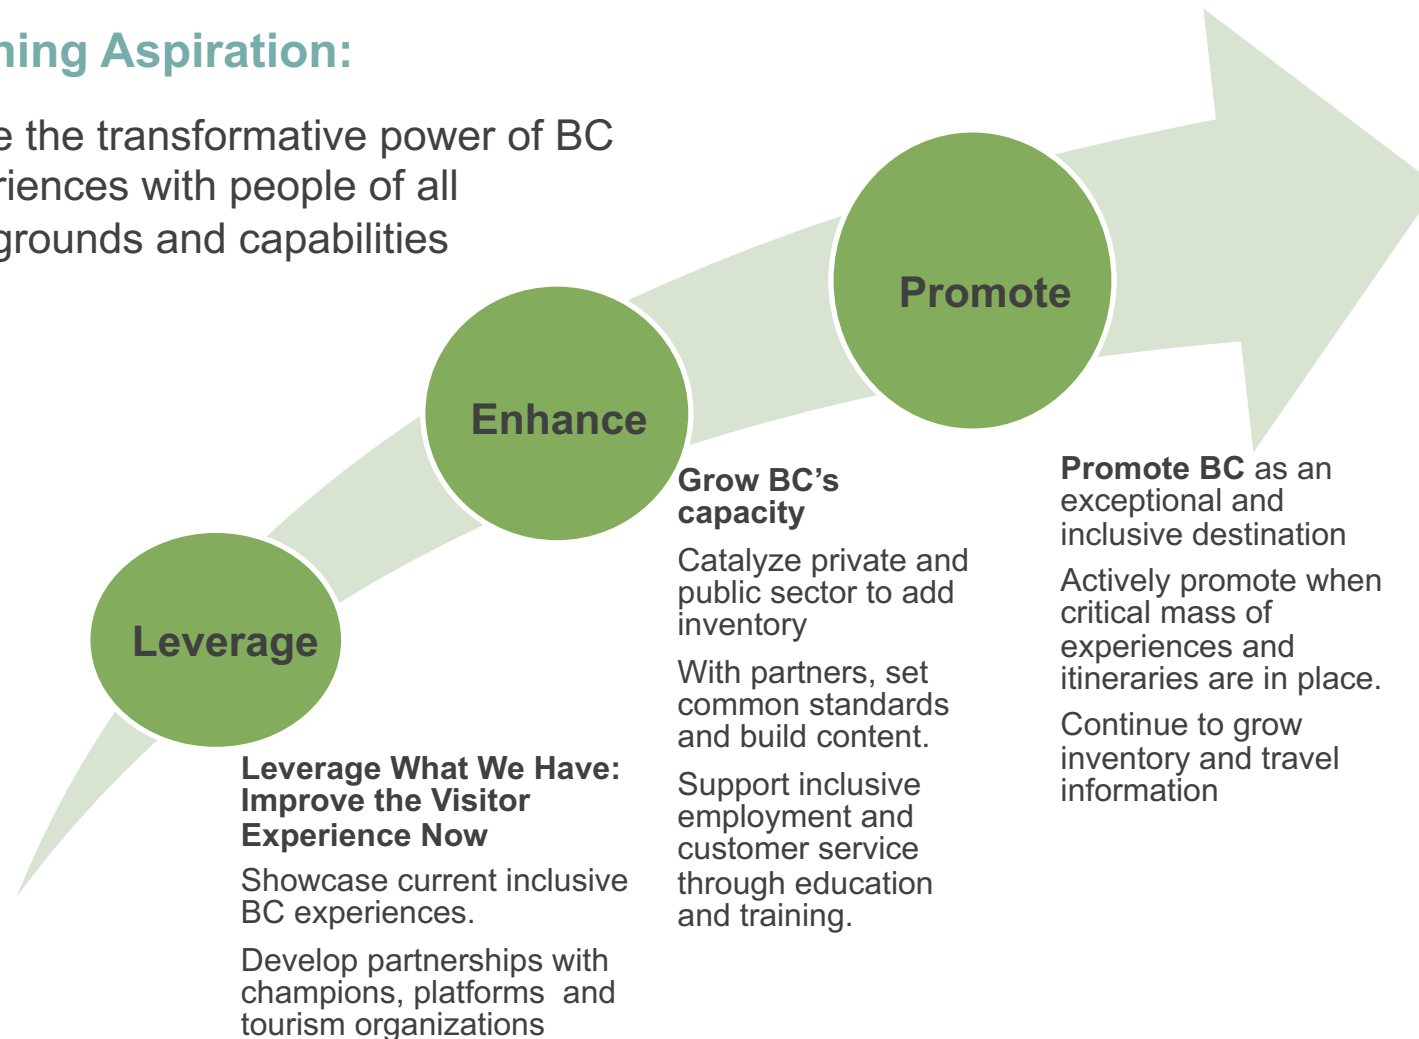 ning Aspiration:
e the transformative power of BC
riences with people of all
grounds and capabilities
Promote
Enhance
Leverage
Leverage What We Have:
Improve the Visitor
Experience Now
Showcase current inclusive
BC experiences.
Develop partnerships with
champions, platforms and
tourism organizations
Grow BC’s
capacity
Catalyze private and
public sector to add
inventory
With partners, set
common standards
and build content.
Support inclusive
employment and
customer service
through education
and training.
Promote BC as an
exceptional and
inclusive destination
Actively promote when
critical mass of
experiences and
itineraries are in place.
Continue to grow
inventory and travel
information